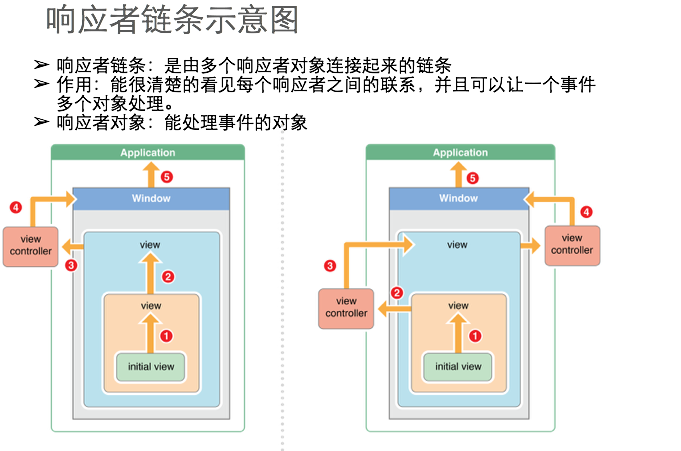 响应者链条示意图
➢ 响应者链条：是由多个响应者对象连接起来的链条
➢ 作用：能很清楚的看见每个响应者之间的联系，并且可以让一个事件
多个对象处理。
➢ 响应者对象：能处理事件的对象
Application
5
Window
4
view
controller
3
view
2
view
1
initial view
Application
5
Window
4
view
controller
view
3
view
controller
2
view
1
initial view